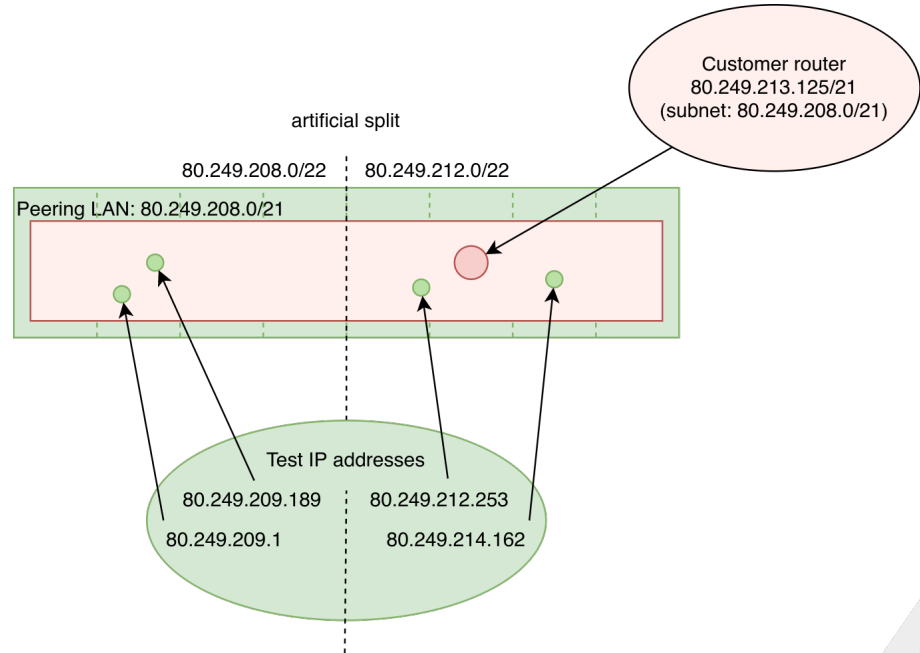 Customer router
80.249.213.125/21
(subnet: 80.249.208.0/21)
artificial split
80.249.208.0/22
80.249.212.0/22
Peering LAN: 80.249.208.0/21
Test IP addresses
80.249.209.189
80.249.212.253
80.249.209.1
80.249.214.162